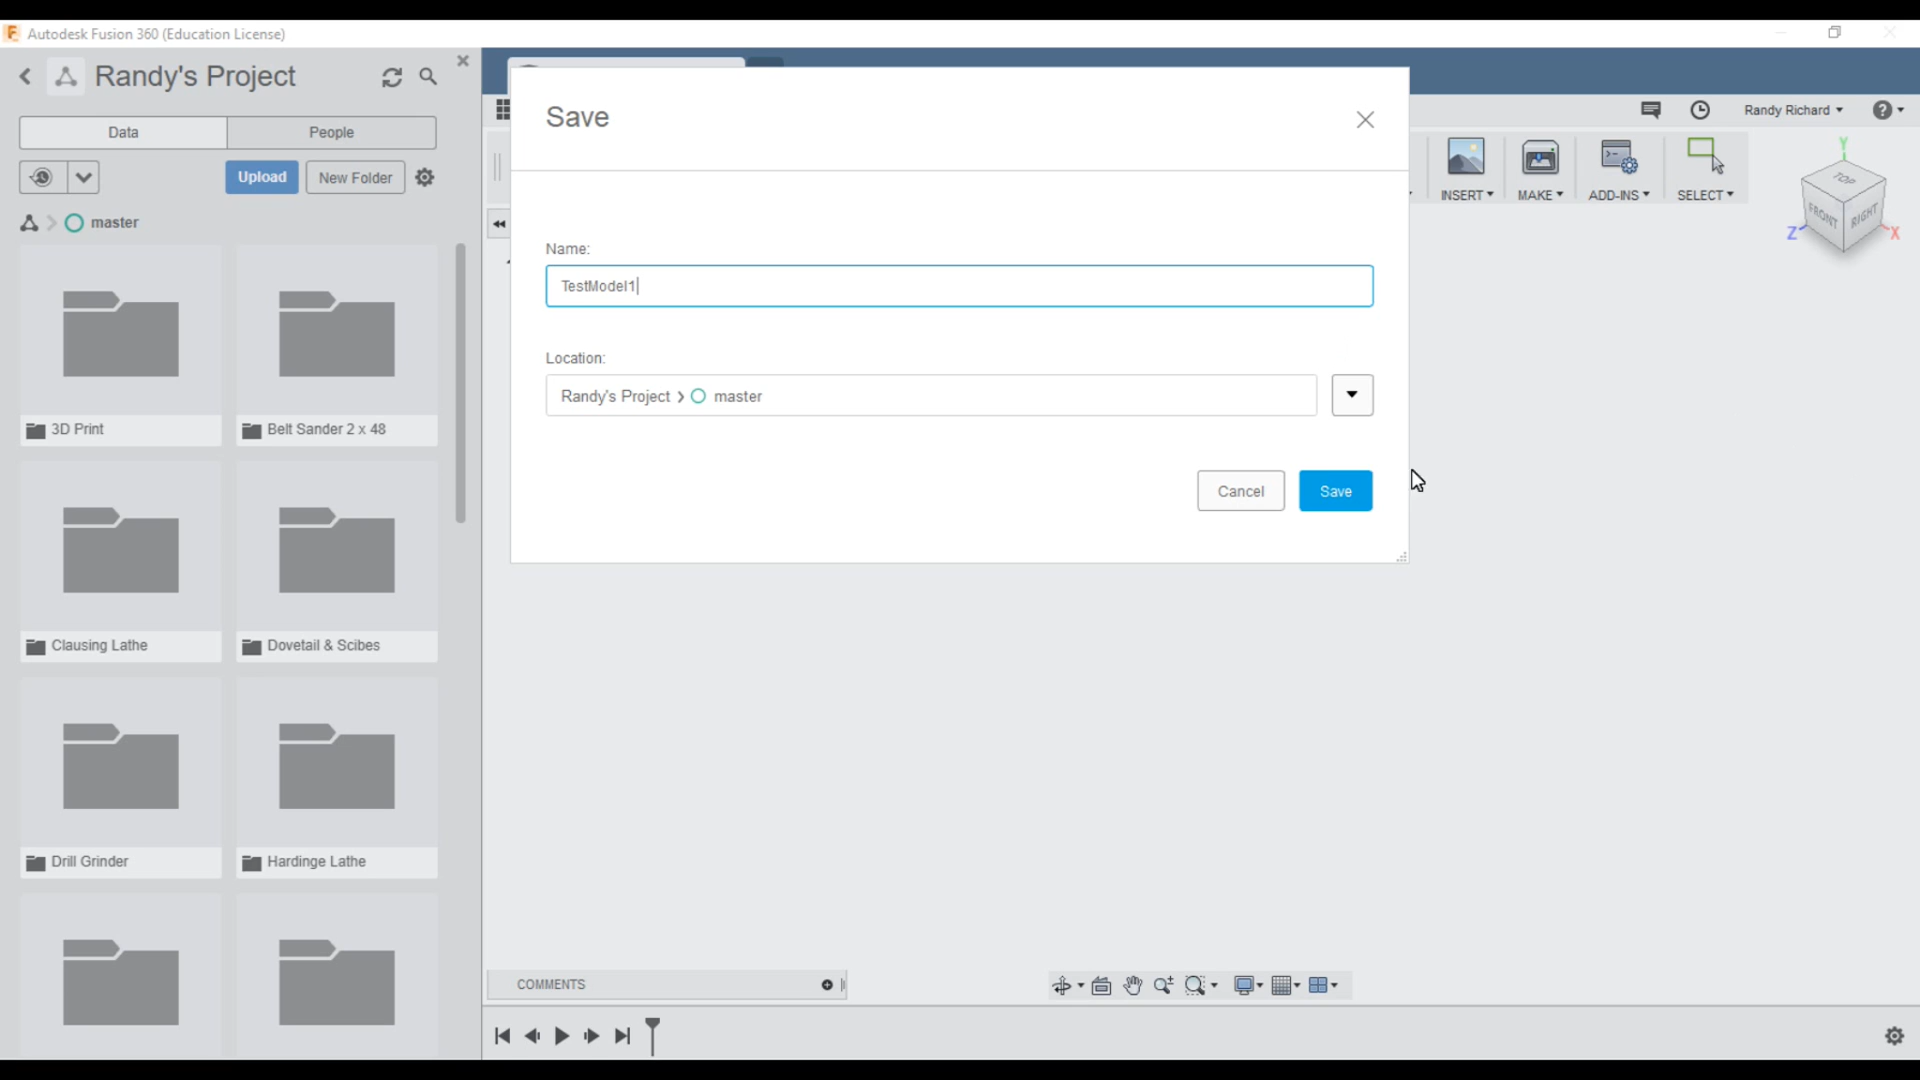 Autodesk Fusion 360 (Education License)
Randy's Project
Data People
Upload New Folder
master
3D Print
Belt Sander 2 x 48
Clausing Lathe
Dovetail & Scibes
Drill Grinder
Hardinge Lathe
Save
Name:
TestModel1
Location:
Randy's Project master
Cancel Save
Randy Richard
INSERT MAKE ADD-INS SELECT
TOP
FRONT RIGHT
Y
Z X
COMMENTS